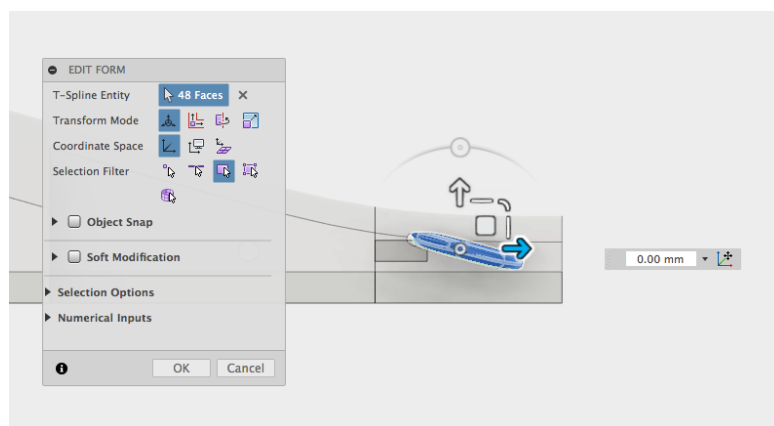 EDIT FORM
T-Spline Entity
48 Faces
Transform Mode
Coordinate Space
Selection Filter
Object Snap
Soft Modification
Selection Options
Numerical Inputs
OK
Cancel
0.00 mm